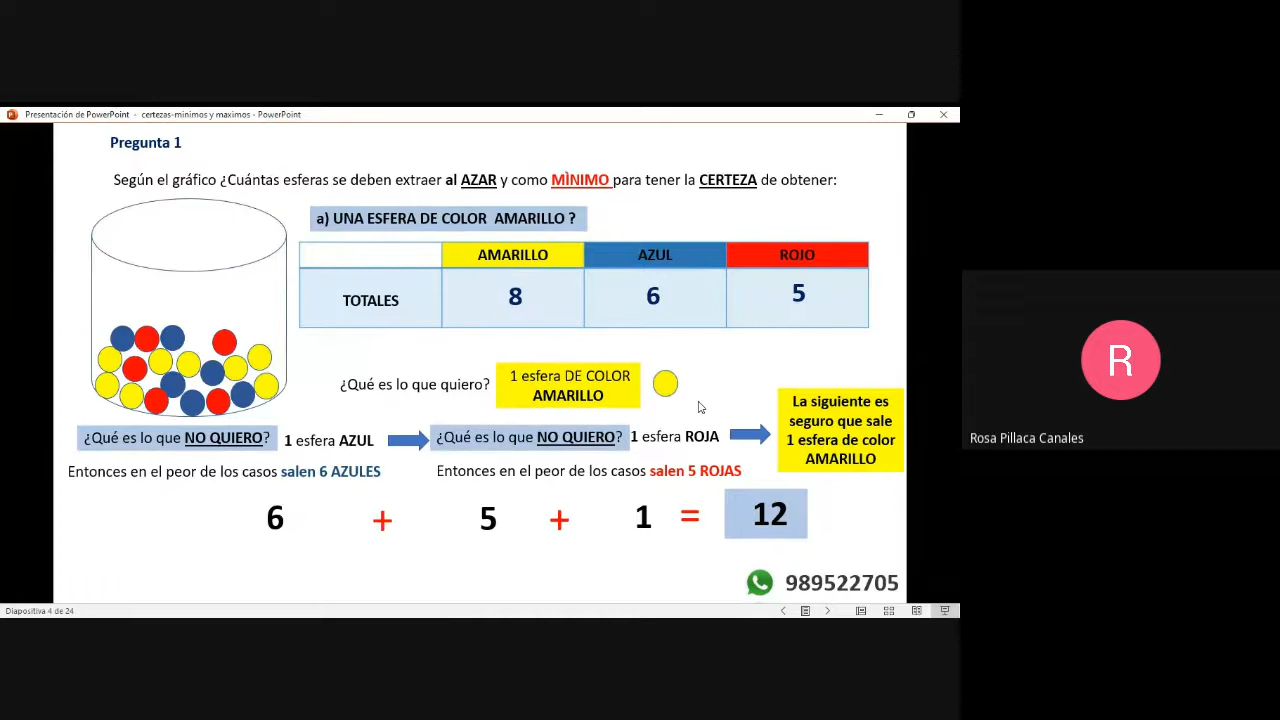 Presentación de PowerPoint - certezas-minimos y maximos - PowerPoint
Pregunta 1
Según el gráfico ¿Cuántas esferas se deben extraer al AZAR y como MÌNIMO para tener la CERTEZA de obtener:
a) UNA ESFERA DE COLOR AMARILLO ?
AMARILLO AZUL ROJO
TOTALES 8 6 5
¿Qué es lo que quiero?
1 esfera DE COLOR
AMARILLO
¿Qué es lo que NO QUIERO? 1 esfera AZUL
¿Qué es lo que NO QUIERO? 1 esfera ROJA
La siguiente es
seguro que sale
1 esfera de color
AMARILLO
Entonces en el peor de los casos salen 6 AZULES
Entonces en el peor de los casos salen 5 ROJAS
6 + 5 + 1 = 12
989522705
Diapositiva 4 de 24
R
Rosa Pillaca Canales